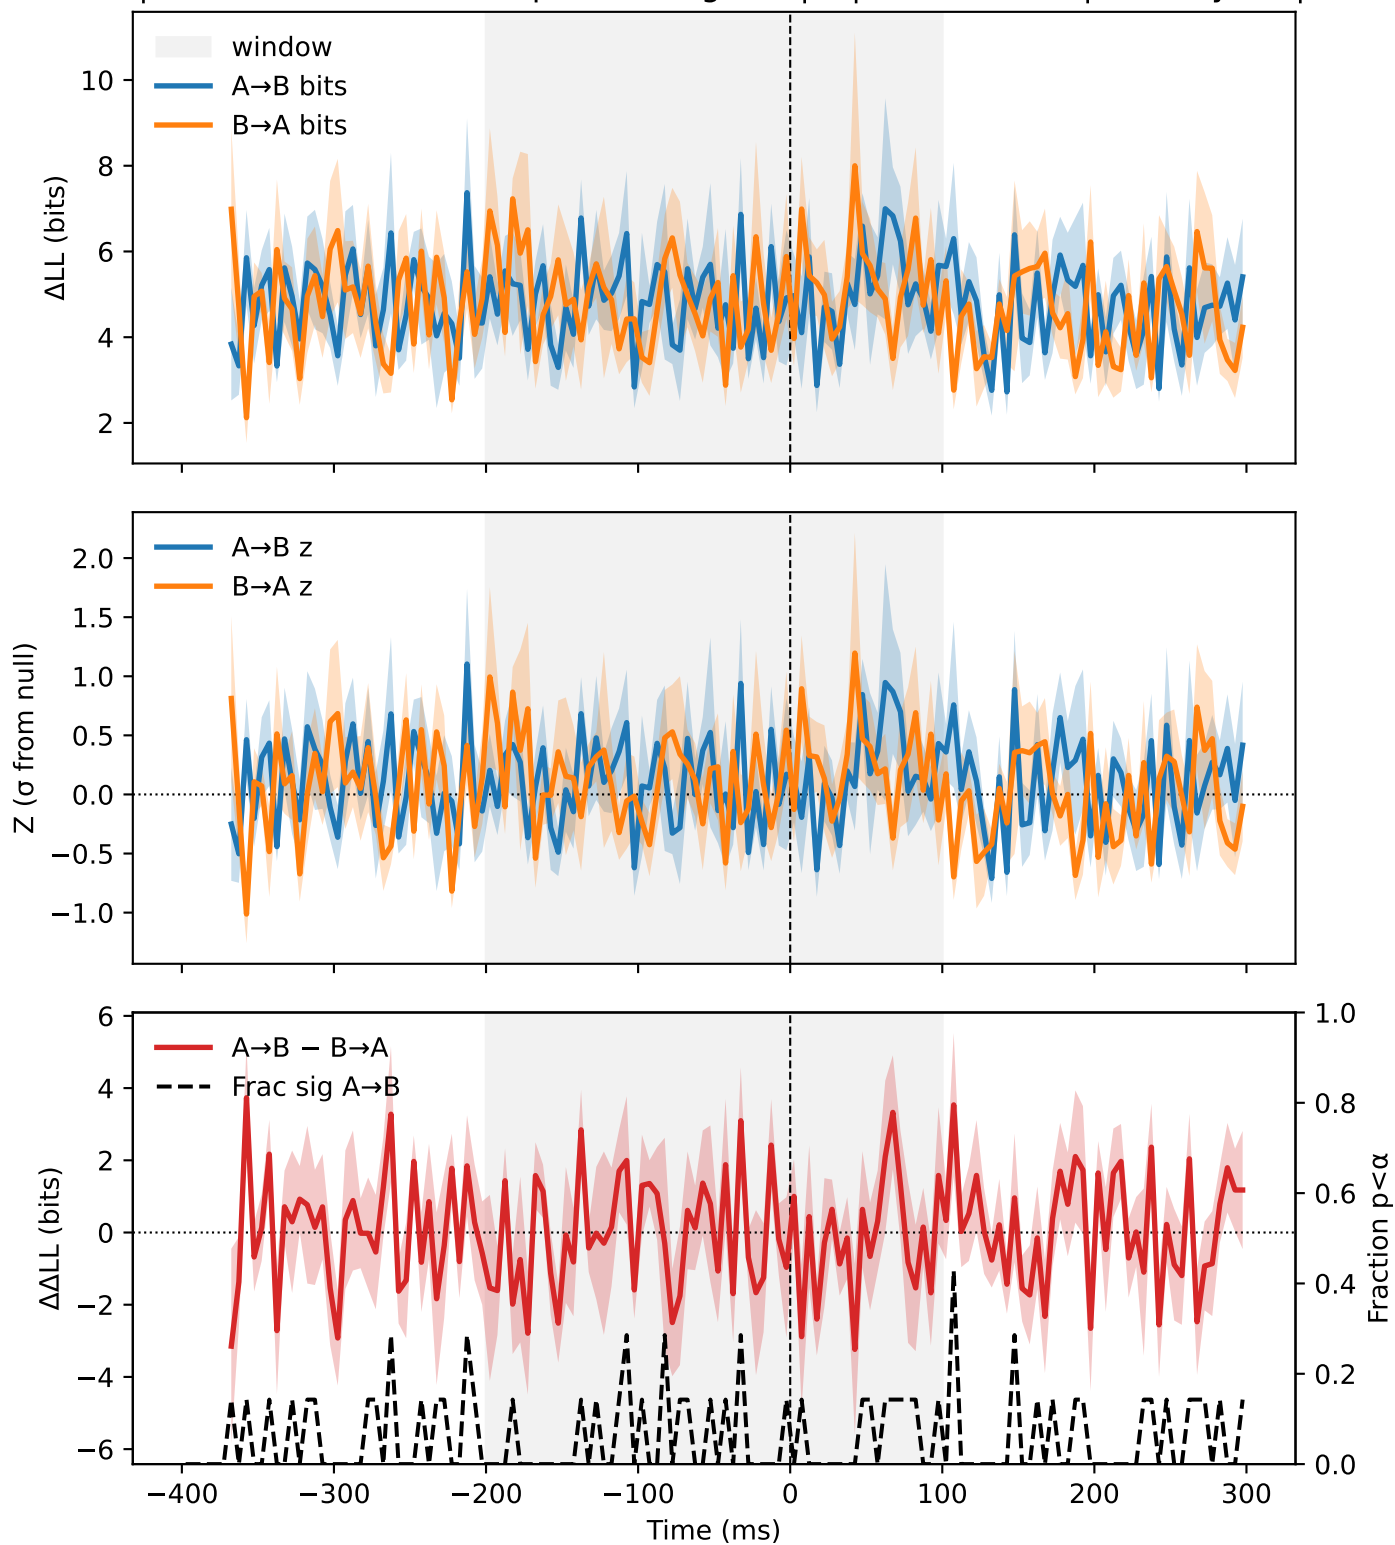 window
A→B bits
B→A bits
ΔLL (bits)
10
8
6
4
2
A→B z
B→A z
Z (σ from null)
2.0
1.5
1.0
0.5
0.0
−0.5
−1.0
A→B − B→A
Frac sig A→B
ΔΔLL (bits)
6
4
2
0
−2
−4
−6
1.0
0.8
0.6
0.4
0.2
0.0
Fraction p<α
−400
−300
−200
−100
0
100
200
300
Time (ms)